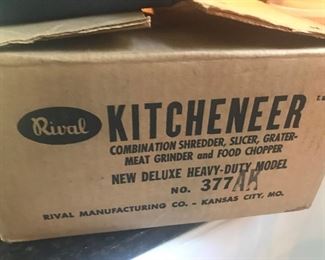 Rival
KITCHENEER
COMBINATION SHREDDER, SLICER, GRATER-
MEAT GRINDER and FOOD CHOPPER
NEW DELUXE HEAVY-DUTY MODEL
NO. 377AH
RIVAL MANUFACTURING CO. - KANSAS CITY, MO.